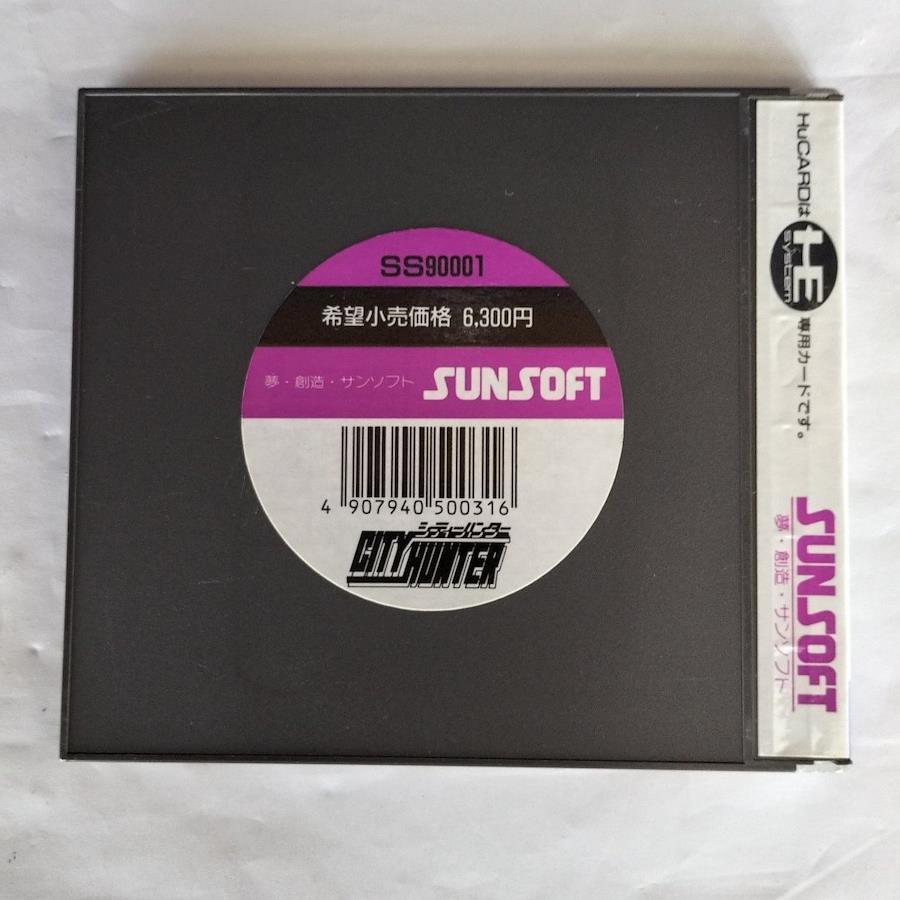 SS90001
希望小売価格 6,300円
夢・創造・サンソフト SUNSOFT
4 907940 500316
シティーハンター
CITY HUNTER
HuCARDは HE system 専用カードです。
SUNSOFT
夢・創造・サンソフト